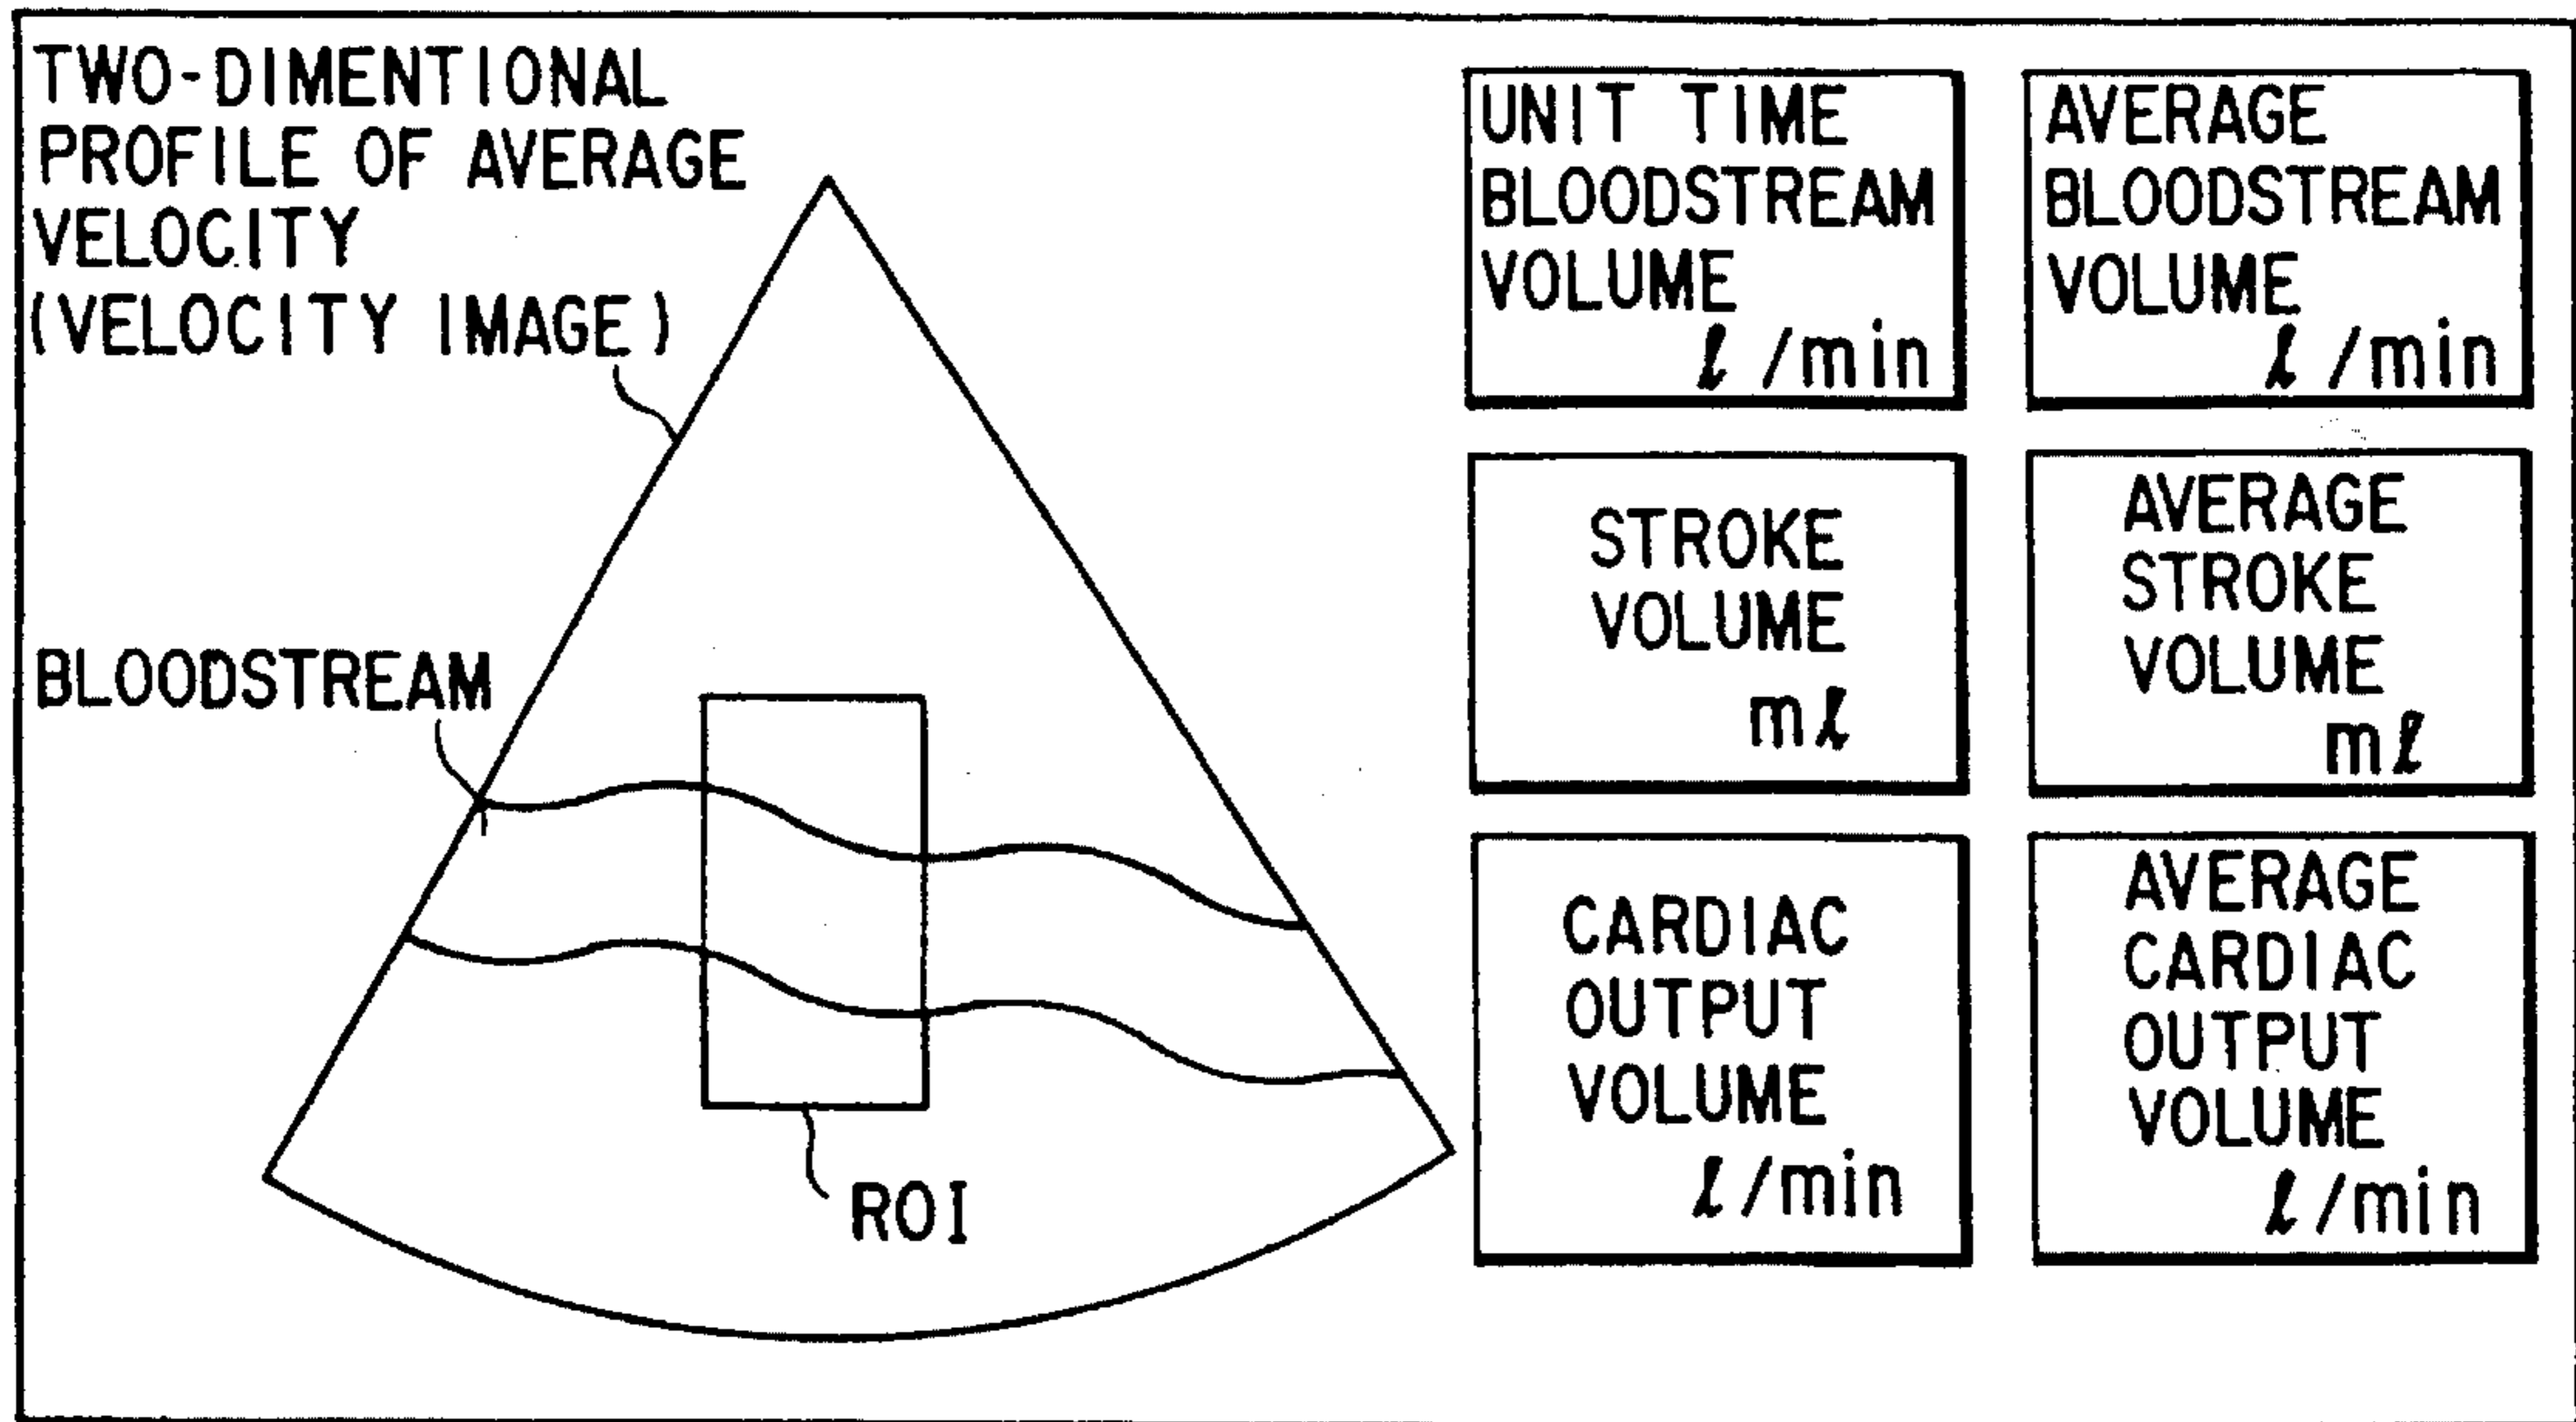 TWO-DIMENTIONAL
PROFILE OF AVERAGE
VELOCITY
(VELOCITY IMAGE)
BLOODSTREAM
ROI
UNIT TIME
BLOODSTREAM
VOLUME
ℓ/min
AVERAGE
BLOODSTREAM
VOLUME
ℓ/min
STROKE
VOLUME
mℓ
AVERAGE
STROKE
VOLUME
mℓ
CARDIAC
OUTPUT
VOLUME
ℓ/min
AVERAGE
CARDIAC
OUTPUT
VOLUME
ℓ/min